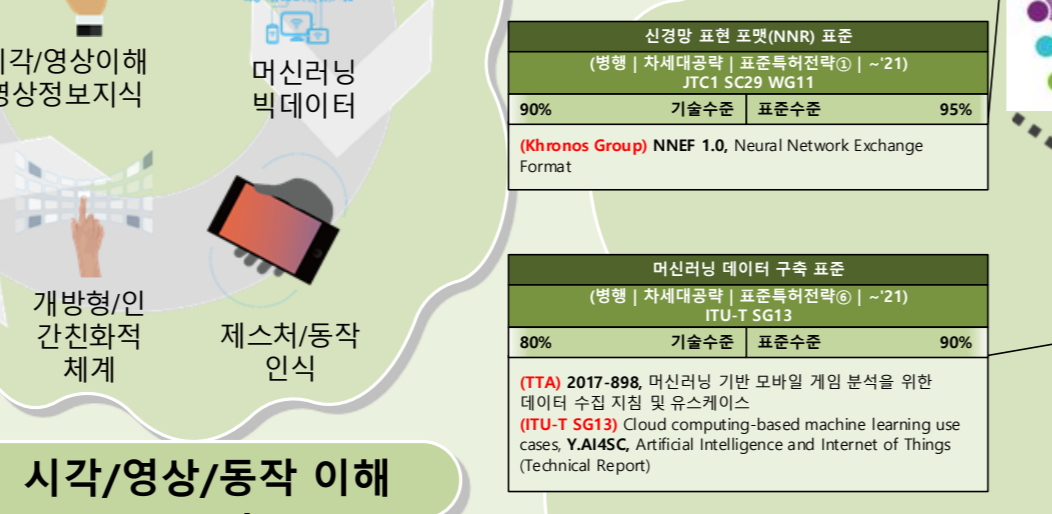 각/영상이해
상정보지식
머신러닝
빅데이터
개방형/인
간친화적
체계
제스처/동작
인식
시각/영상/동작 이해
신경망 표현 포맷(NNR) 표준
(병행 | 차세대공략 | 표준특허전략① | ~'21)
JTC1 SC29 WG11
90% 기술수준 표준수준 95%
(Khronos Group) NNEF 1.0, Neural Network Exchange
Format
머신러닝 데이터 구축 표준
(병행 | 차세대공략 | 표준특허전략⑥ | ~'21)
ITU-T SG13
80% 기술수준 표준수준 90%
(TTA) 2017-898, 머신러닝 기반 모바일 게임 분석을 위한
데이터 수집 지침 및 유스케이스
(ITU-T SG13) Cloud computing-based machine learning use
cases, Y.AI4SC, Artificial Intelligence and Internet of Things
(Technical Report)